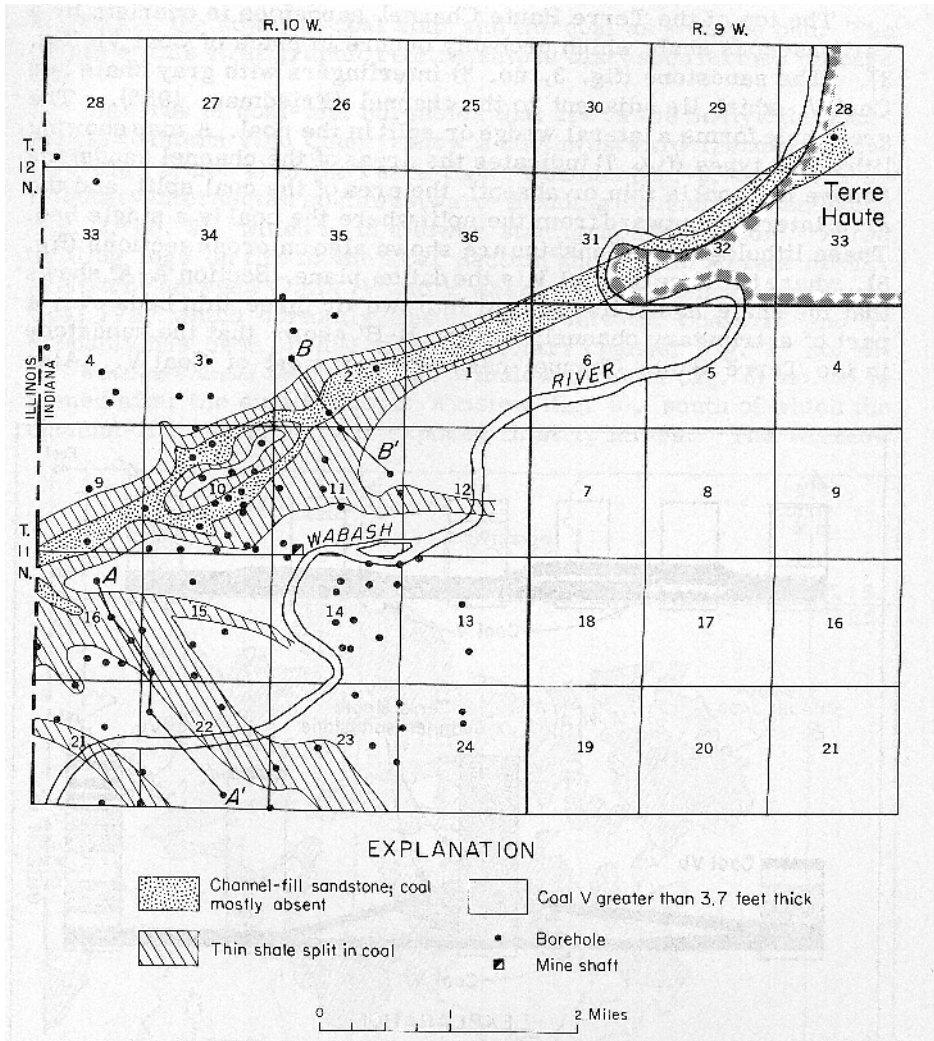 R. 10 W. R. 9 W.
28 27 26 25 30 29 28
T.
12
N.
Terre
Haute
33 34 35 36 31 32 33
ILLINOIS
INDIANA
4 3 B 2 1 6 5 4
RIVER
B'
9 10 11 12 7 8 9
WABASH
T.
11
N.
A
16 15 14 13 18 17 16
21 22 23 24 19 20 21
A'
EXPLANATION
Channel-fill sandstone; coal
mostly absent
Coal V greater than 3.7 feet thick
Thin shale split in coal
Borehole
Mine shaft
0 2 Miles